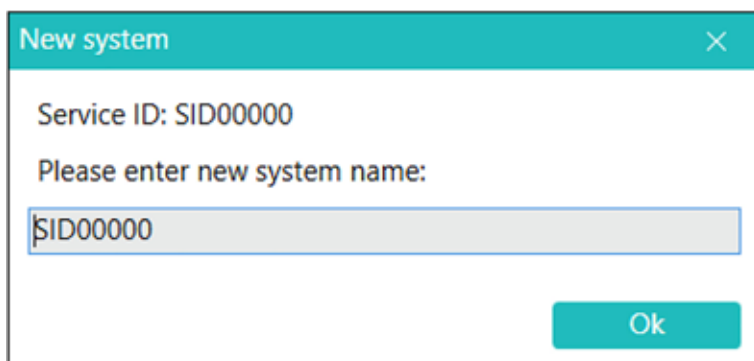 New system
Service ID: SID00000
Please enter new system name:
SID00000
Ok